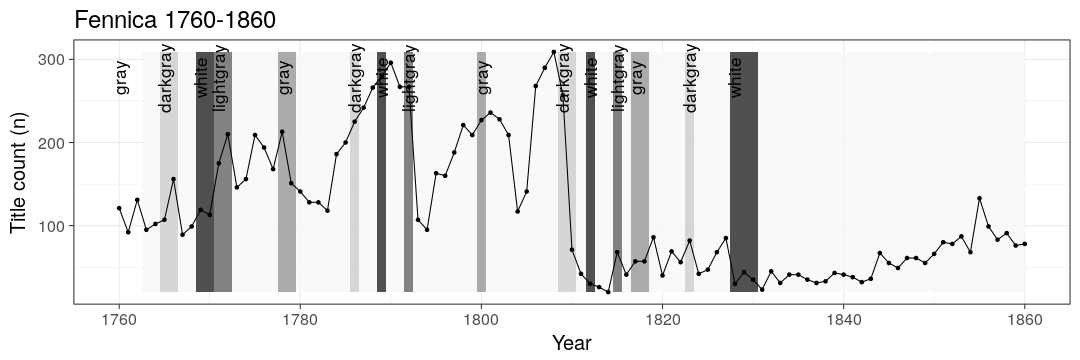 Fennica 1760-1860
Title count (n)
300
200
100
gray
darkgray
white
lightgray
gray
darkgray
white
lightgray
gray
darkgray
white
lightgray
gray
darkgray
white
1760
1780
1800
1820
1840
1860
Year